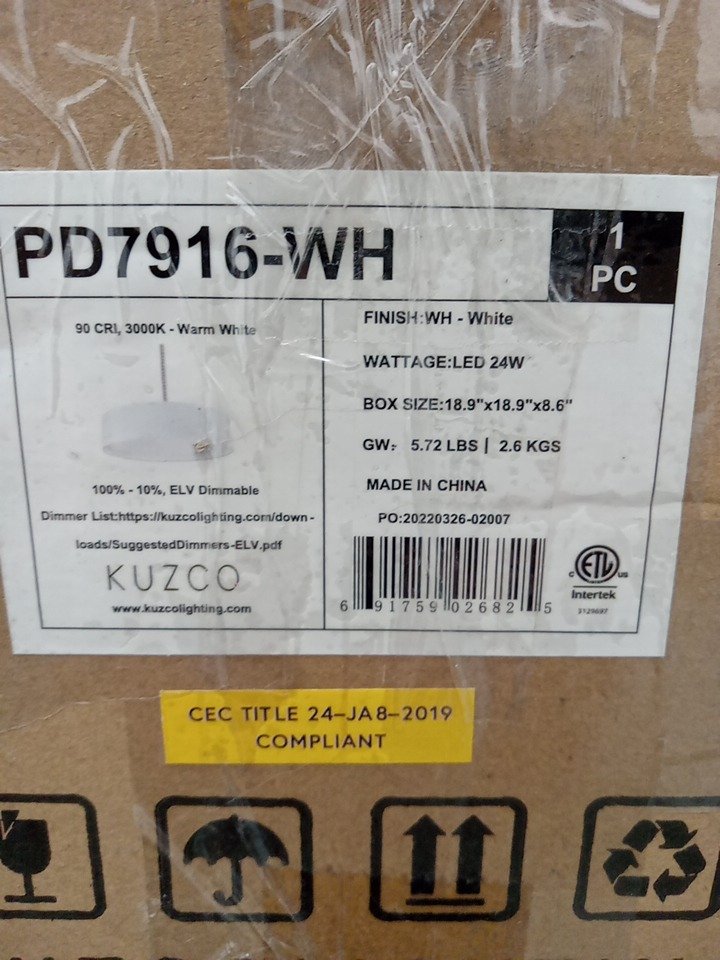 PD7916-WH
1
PC
90 CRI, 3000K - Warm White
100% - 10%, ELV Dimmable
Dimmer List:https://kuzcolighting.com/down-
loads/SuggestedDimmers-ELV.pdf
KUZCO
www.kuzcolighting.com
FINISH:WH - White
WATTAGE:LED 24W
BOX SIZE:18.9"x18.9"x8.6"
GW: 5.72 LBS | 2.6 KGS
MADE IN CHINA
PO:20220326-02007
6 91759 02682 5
c ETL us
Intertek
3129697
CEC TITLE 24-JA8-2019
COMPLIANT